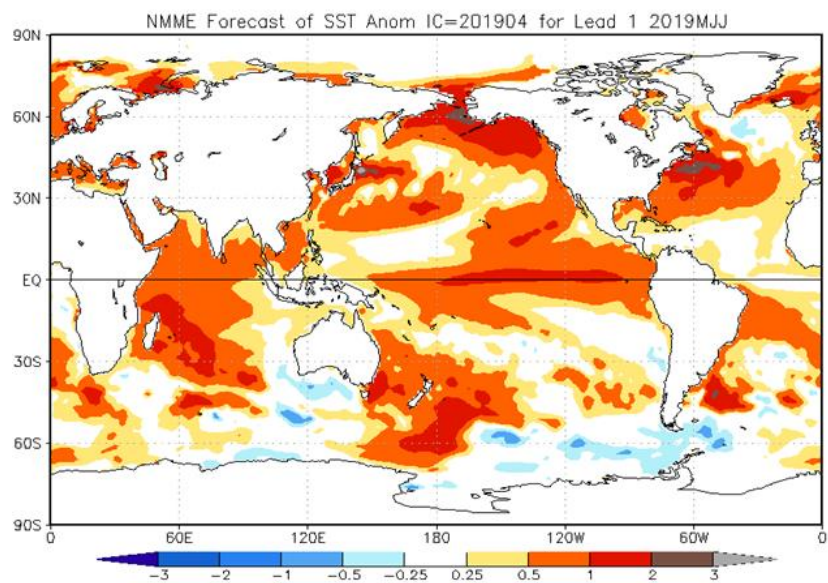 NMME Forecast of SST Anom IC=201904 for Lead 1 2019MJJ
90N
60N
30N
EQ
30S
60S
90S
0 60E 120E 180 120W 60W 0
-3 -2 -1 -0.5 -0.25 0.25 0.5 1 2 3